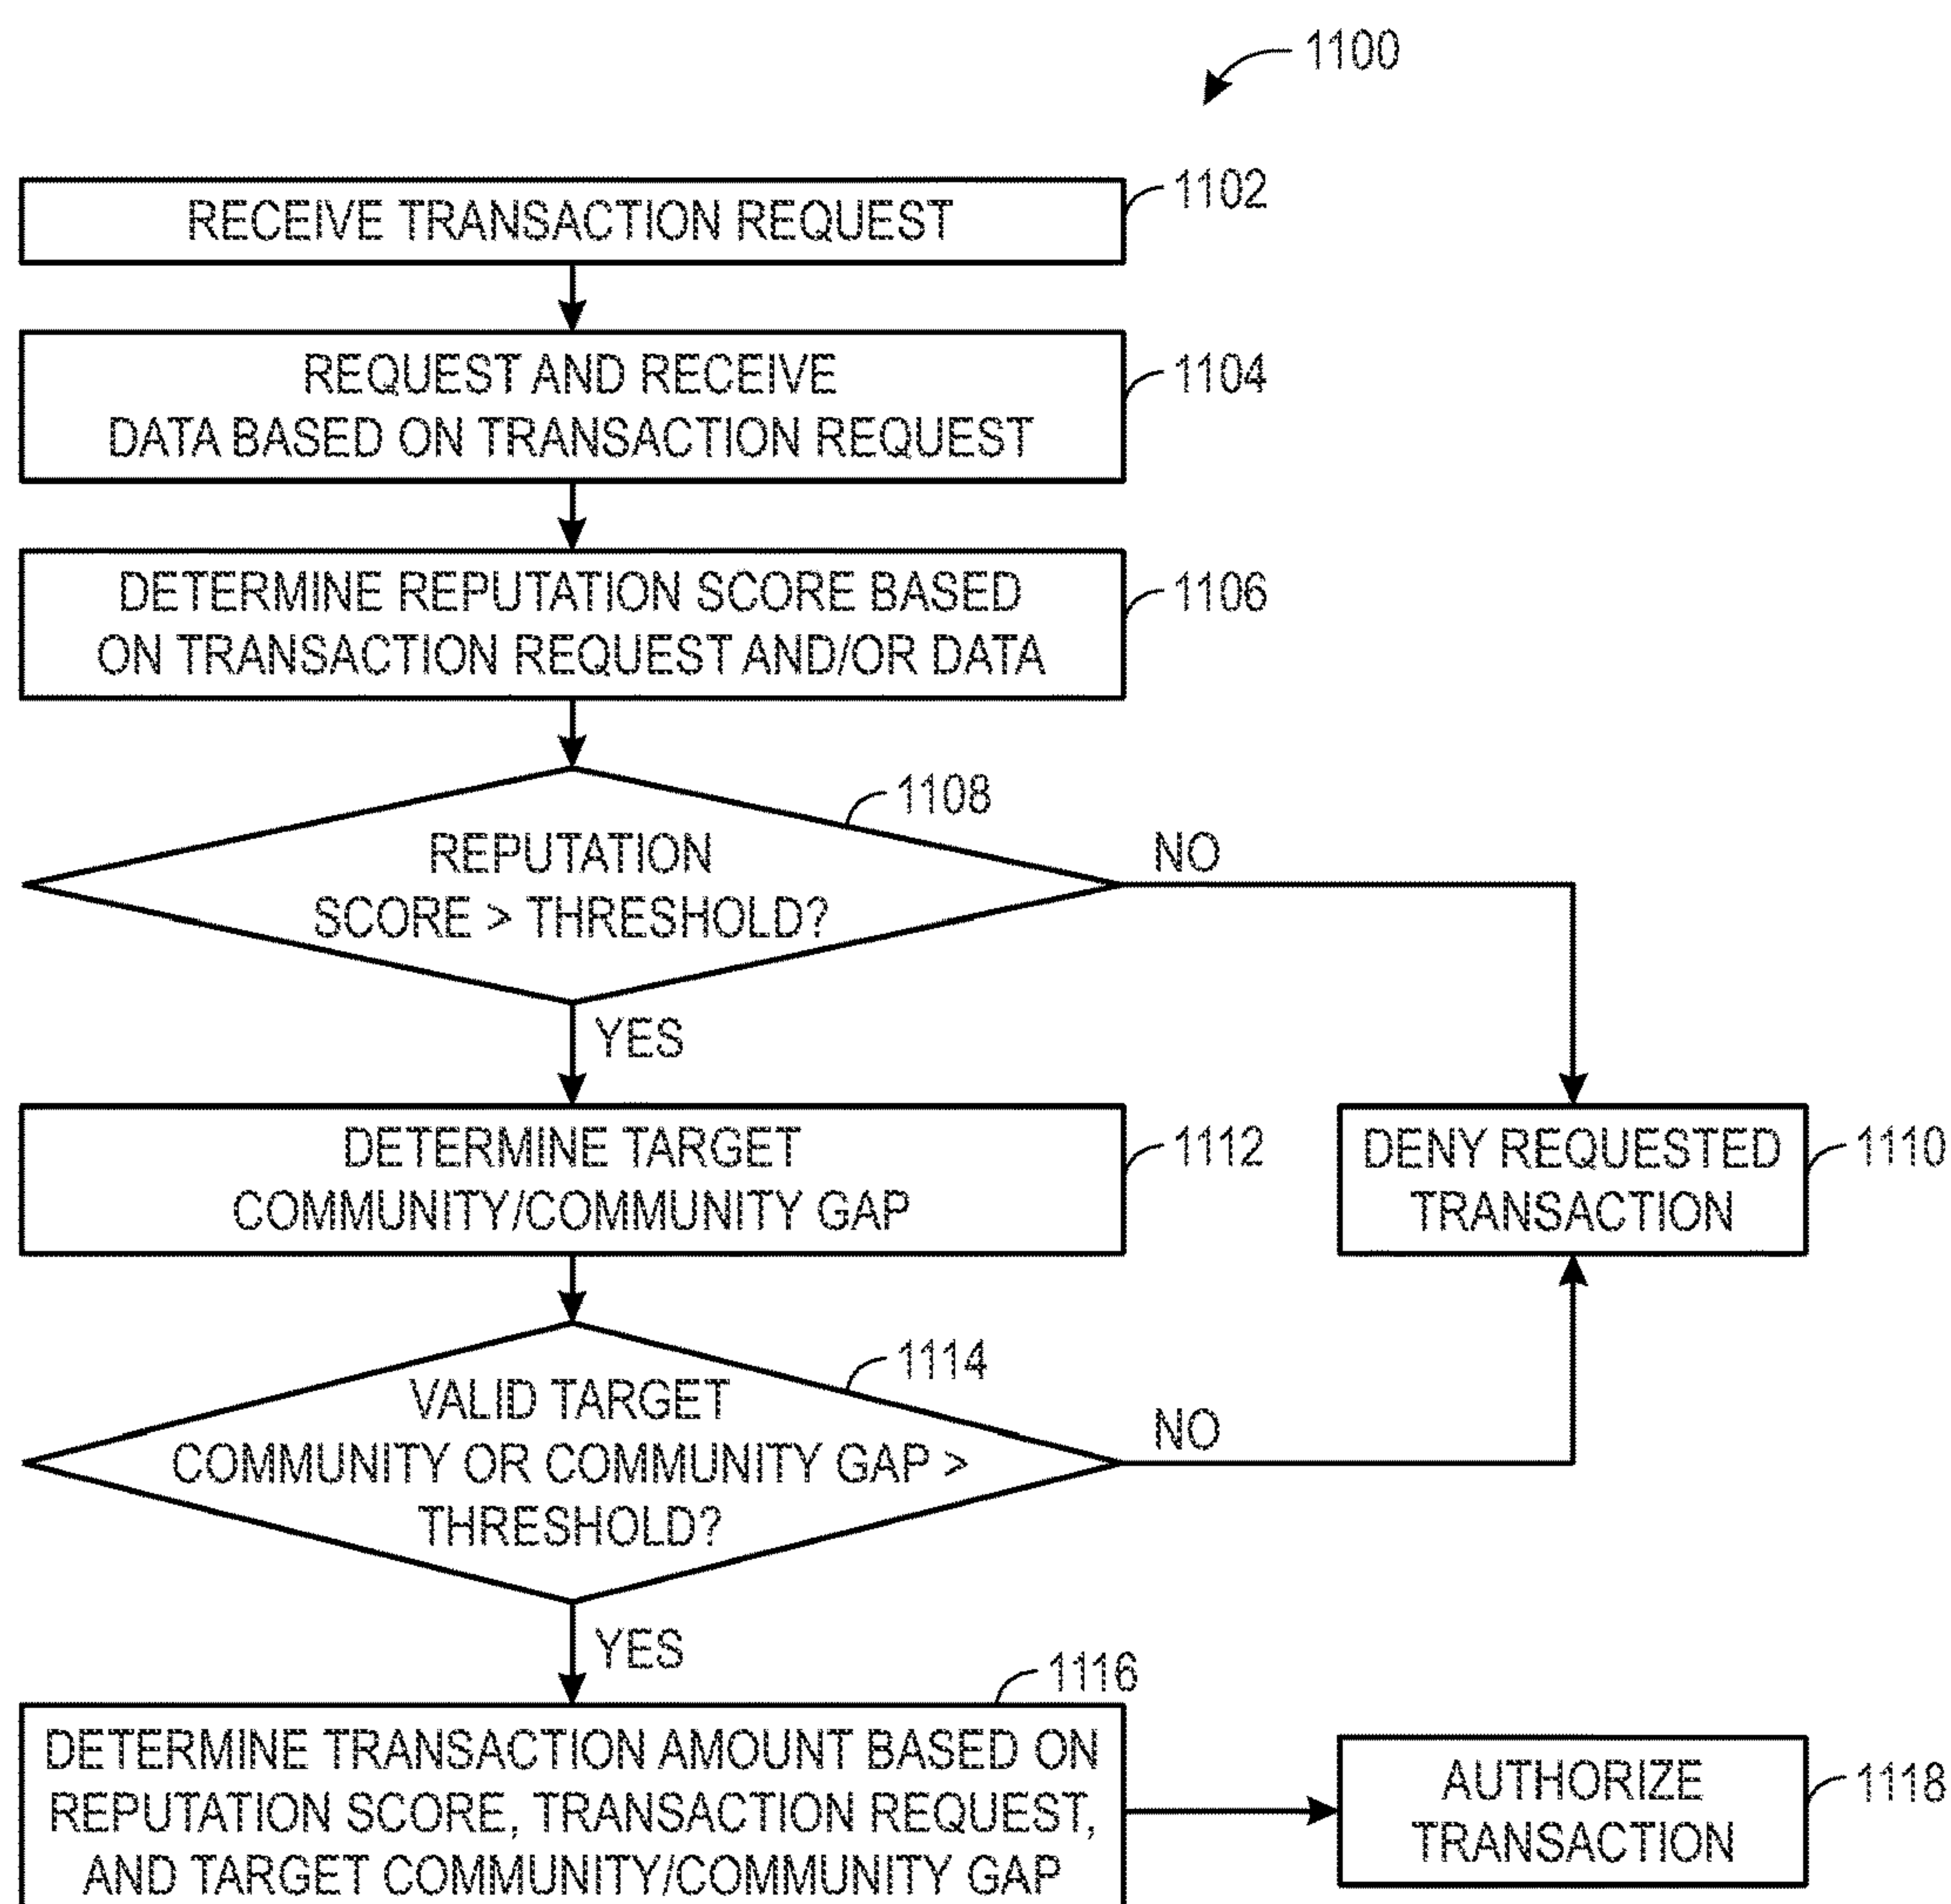 1100
RECEIVE TRANSACTION REQUEST
1102
REQUEST AND RECEIVE
DATA BASED ON TRANSACTION REQUEST
1104
DETERMINE REPUTATION SCORE BASED
ON TRANSACTION REQUEST AND/OR DATA
1106
1108
REPUTATION
SCORE > THRESHOLD?
NO
YES
DETERMINE TARGET
COMMUNITY/COMMUNITY GAP
1112
DENY REQUESTED
TRANSACTION
1110
1114
VALID TARGET
COMMUNITY OR COMMUNITY GAP >
THRESHOLD?
NO
YES
1116
DETERMINE TRANSACTION AMOUNT BASED ON
REPUTATION SCORE, TRANSACTION REQUEST,
AND TARGET COMMUNITY/COMMUNITY GAP
AUTHORIZE
TRANSACTION
1118